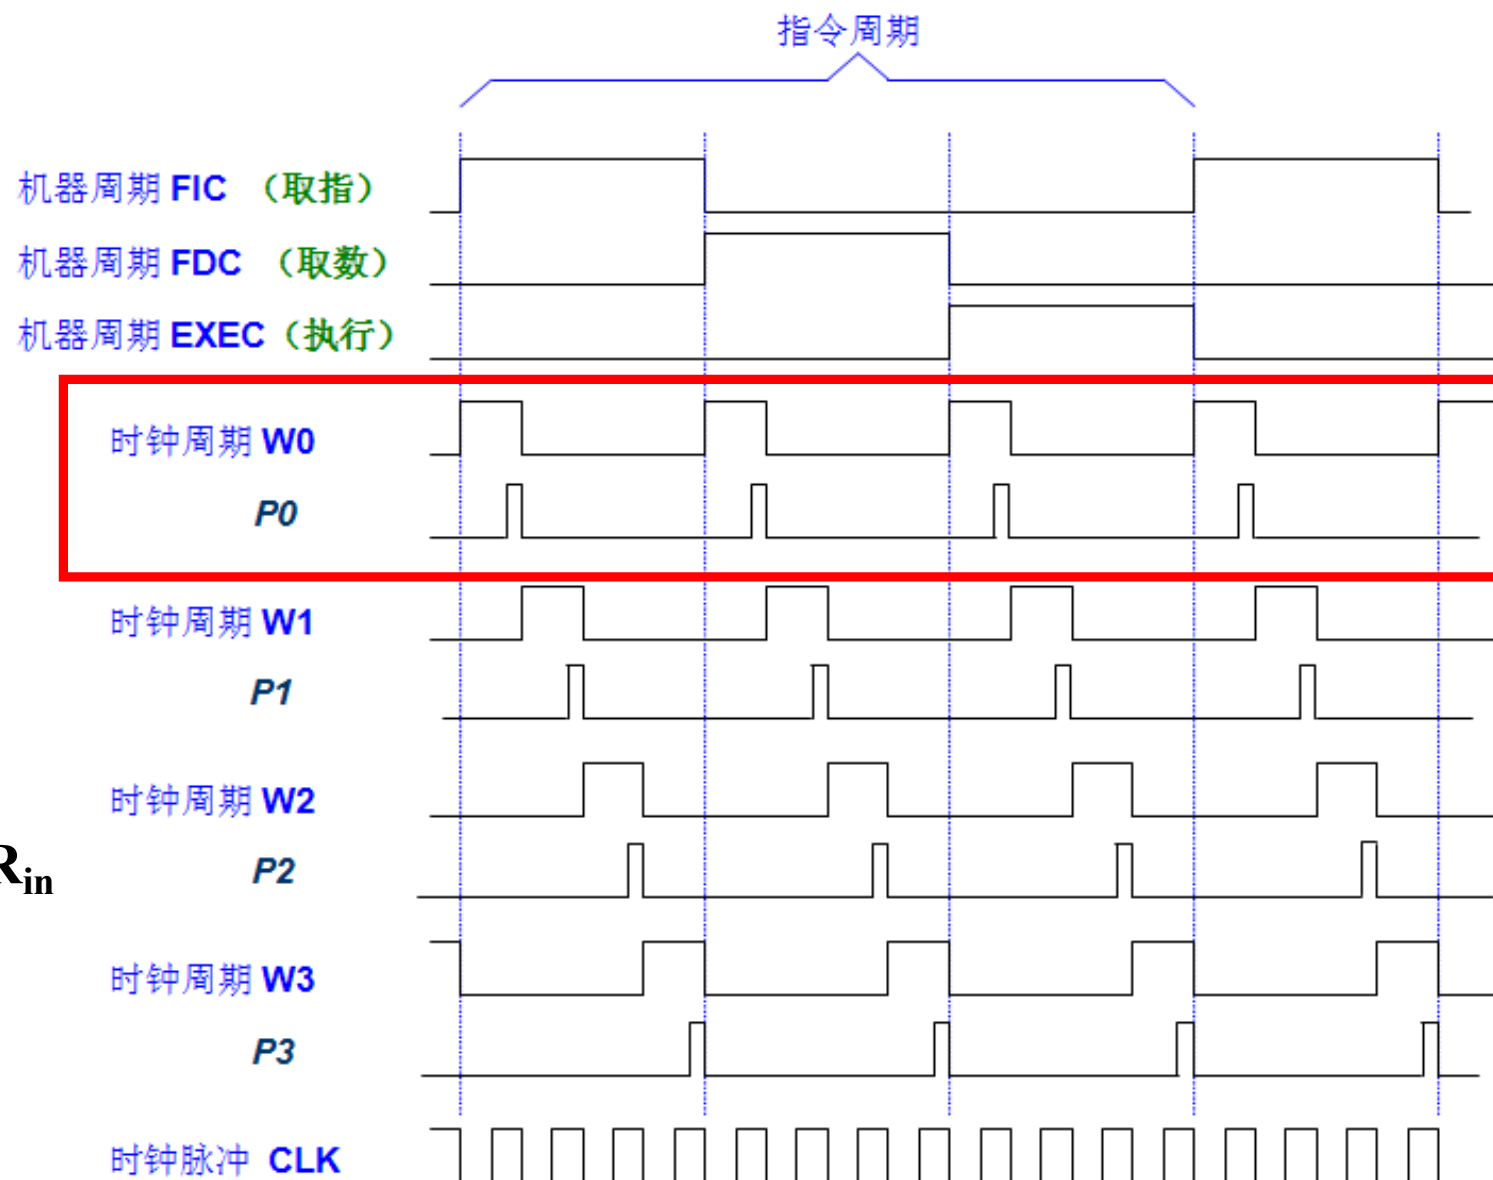 指令周期
机器周期 FIC （取指）
机器周期 FDC （取数）
机器周期 EXEC（执行）
时钟周期 W0
P0
时钟周期 W1
P1
时钟周期 W2
Rin
P2
时钟周期 W3
P3
时钟脉冲 CLK